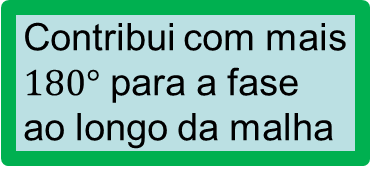 Contribui com mais
180° para a fase
ao longo da malha